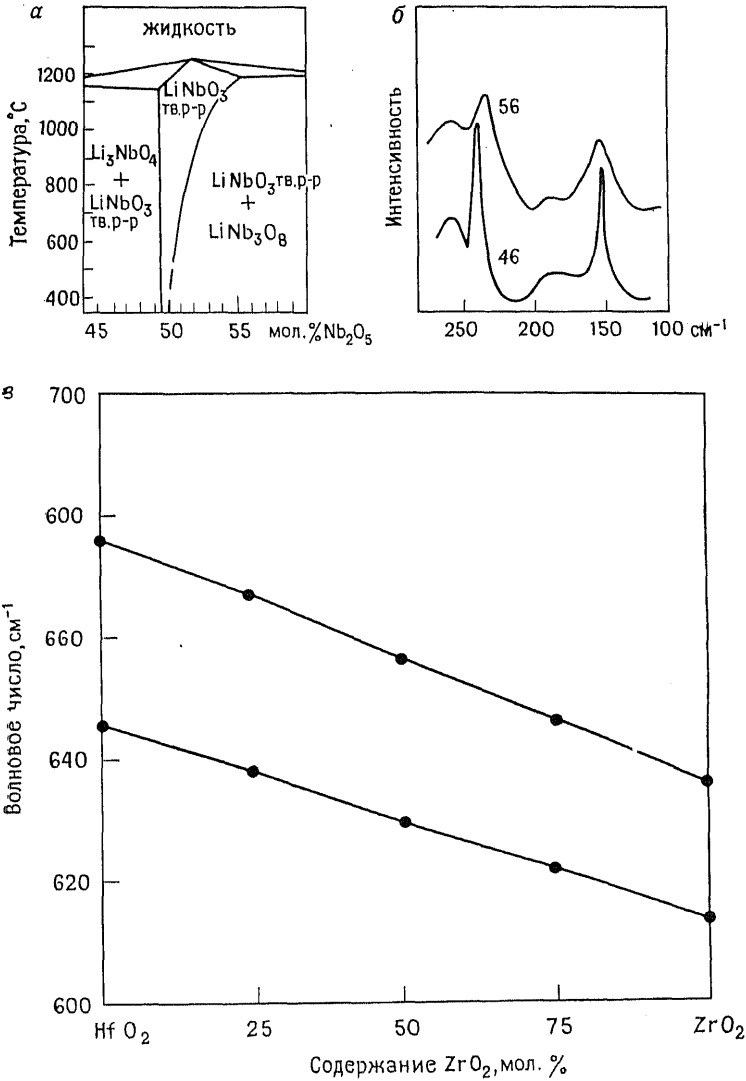 а
жидкость
LiNbO₃
тв.р-р
Li₃NbO₄
+
LiNbO₃
тв.р-р
LiNbO₃тв.р-р
+
LiNb₃O₈
Температура,°С
1200
1000
800
600
400
45 50 55 мол.%Nb₂O₅
б
Интенсивность
56
46
250 200 150 100 см⁻¹
в
Волновое число,см⁻¹
700
600
660
640
620
600
HfO₂ 25 50 75 ZrO₂
Содержание ZrO₂,мол. %